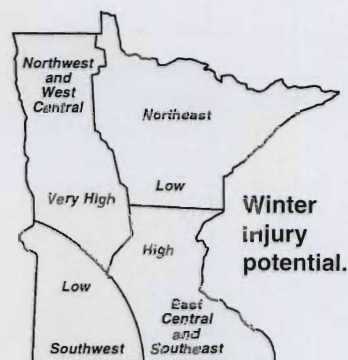 Northwest
and
West
Central
Very High
Northeast
Low
Winter
injury
potential.
High
East
Central
and
Southeast
Low
Southwest